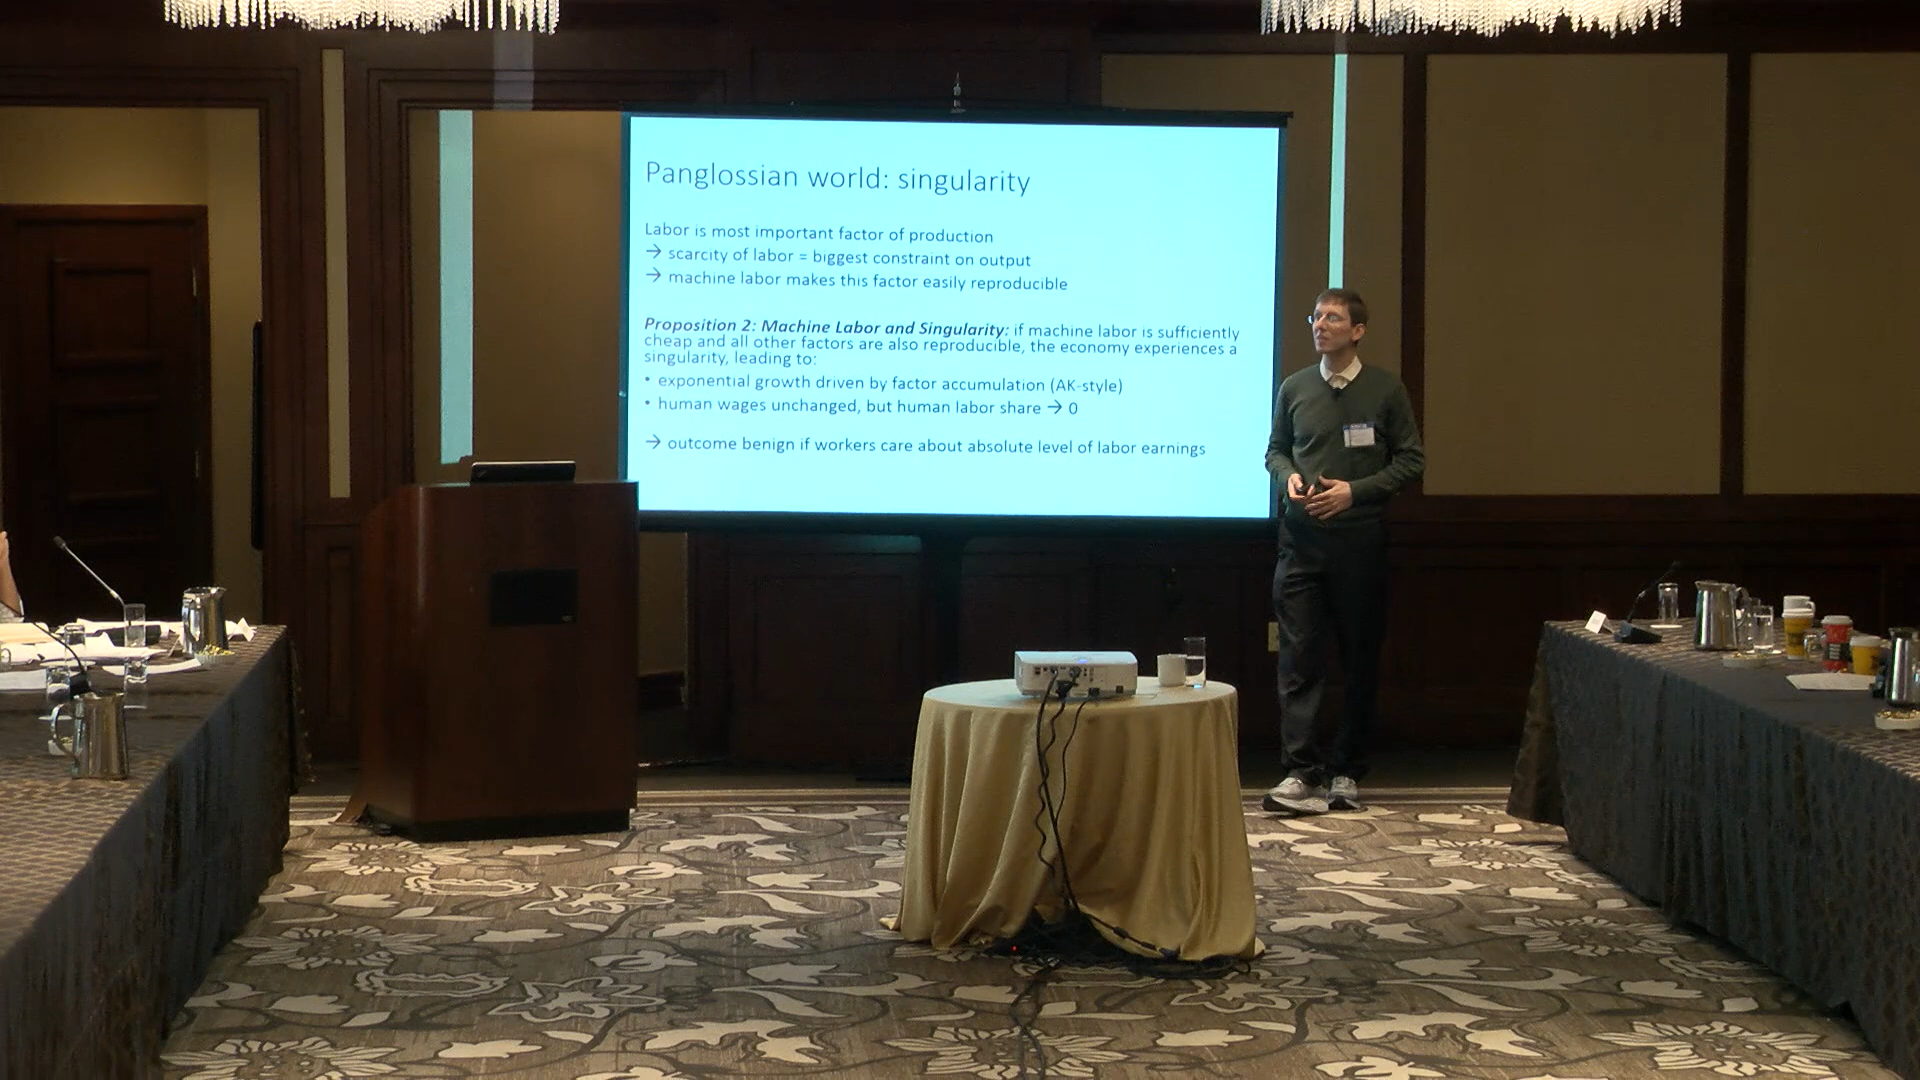 Panglossian world: singularity
Labor is most important factor of production
→ scarcity of labor = biggest constraint on output
→ machine labor makes this factor easily reproducible
Proposition 2: Machine Labor and Singularity: if machine labor is sufficiently
cheap and all other factors are also reproducible, the economy experiences a
singularity, leading to:
• exponential growth driven by factor accumulation (AK-style)
• human wages unchanged, but human labor share → 0
→ outcome benign if workers care about absolute level of labor earnings